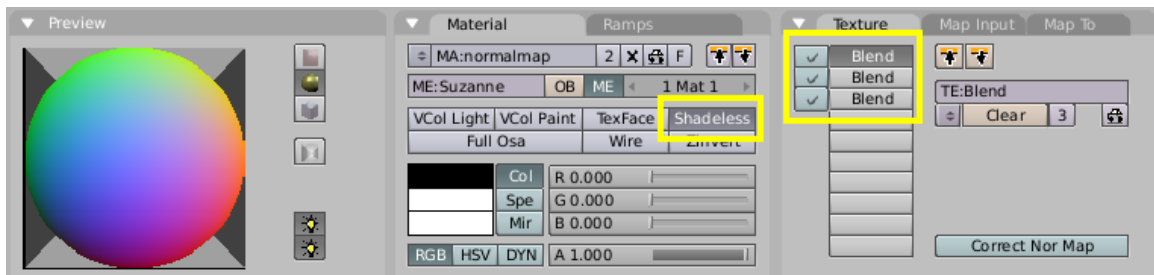 Preview
Material Ramps
MA:normalmap 2 X F
ME:Suzanne OB ME 1 Mat 1
VCol Light VCol Paint TexFace Shadeless
Full Osa Wire ZInvert
Col R 0.000
Spe G 0.000
Mir B 0.000
RGB HSV DYN A 1.000
Texture Map Input Map To
Blend
Blend
Blend
TE:Blend
Clear 3
Correct Nor Map